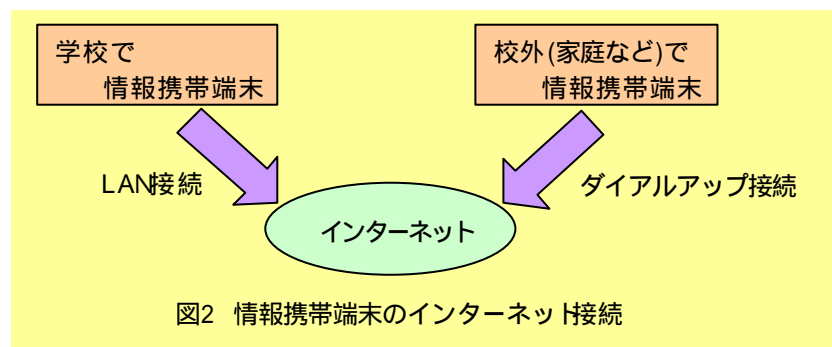 学校で
情報携帯端末
校外(家庭など)で
情報携帯端末
LAN接続
ダイアルアップ接続
インターネット
図2 情報携帯端末のインターネット接続